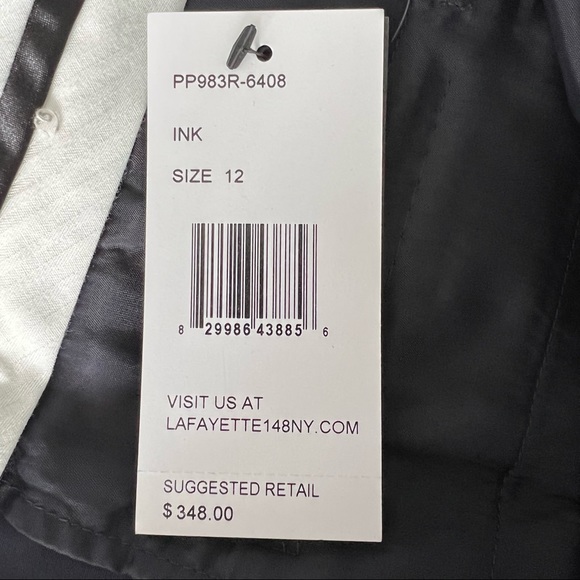 PP983R-6408
INK
SIZE 12
8 29986 43885 6
VISIT US AT
LAFAYETTE148NY.COM
SUGGESTED RETAIL
$348.00